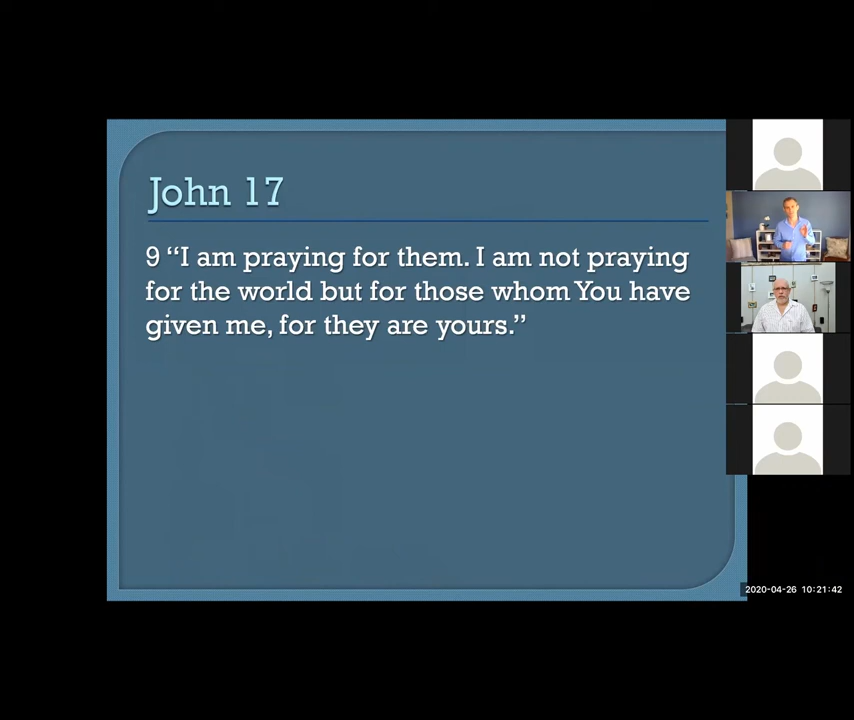 John 17
9 “I am praying for them. I am not praying
for the world but for those whom You have
given me, for they are yours.”
2020-04-26 10:21:42